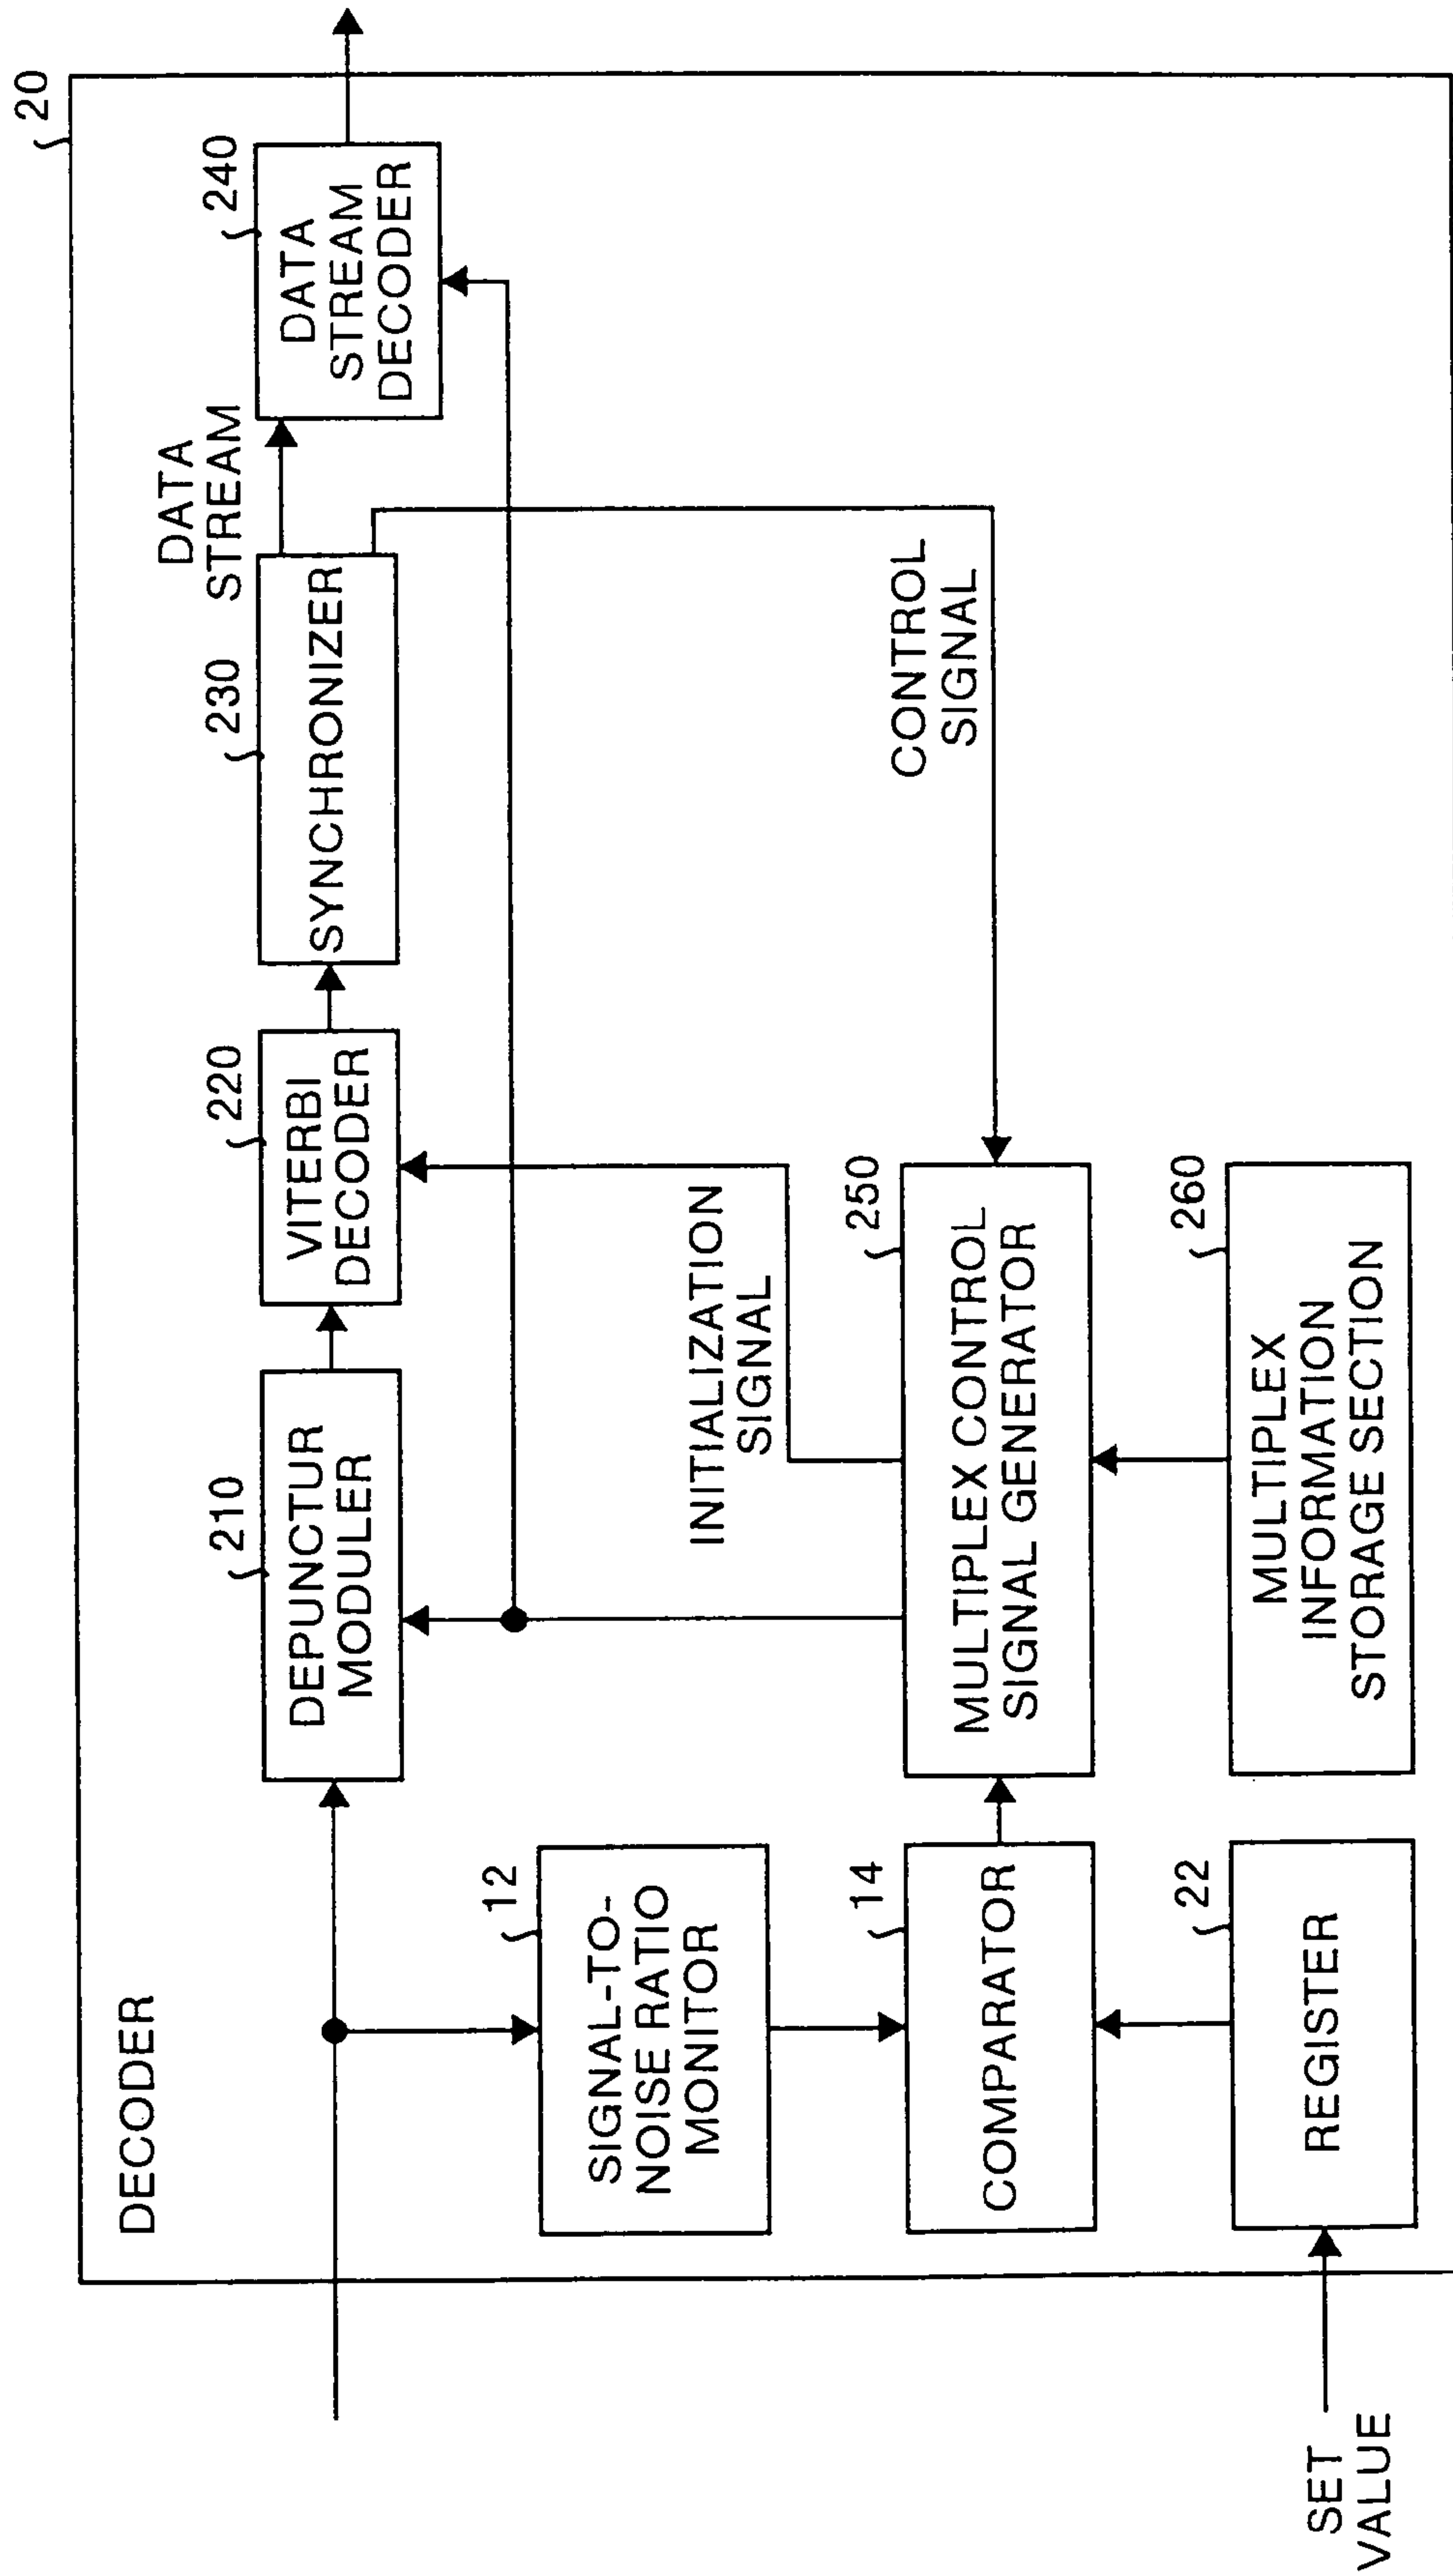 DECODER
20
210
DEPUNCTUR
MODULER
220
VITERBI
DECODER
230
SYNCHRONIZER
DATA
STREAM
240
DATA
STREAM
DECODER
12
SIGNAL-TO-
NOISE RATIO
MONITOR
INITIALIZATION
SIGNAL
CONTROL
SIGNAL
14
COMPARATOR
250
MULTIPLEX CONTROL
SIGNAL GENERATOR
22
REGISTER
260
MULTIPLEX
INFORMATION
STORAGE SECTION
SET
VALUE